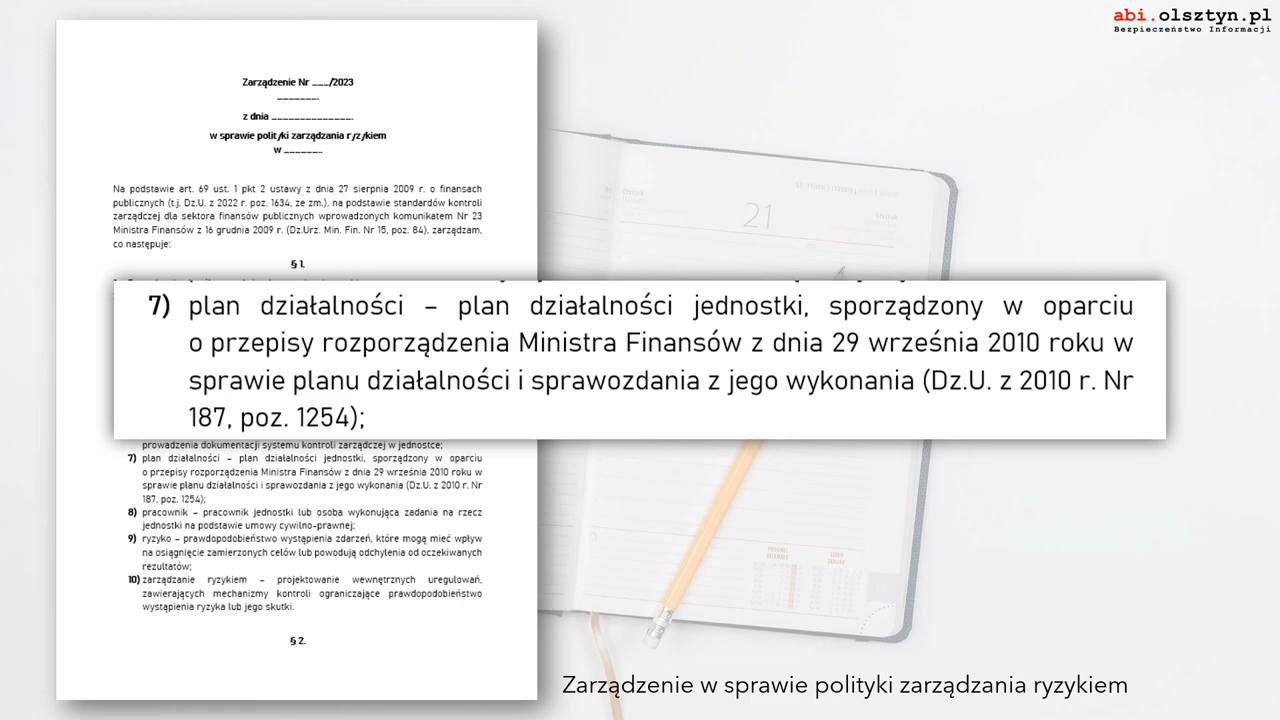 abi.olsztyn.pl
Bezpieczeństwo Informacji
Zarządzenie Nr ___/2023
_______.
z dnia ______________.
w sprawie polityki zarządzania ryzykiem
w _______.
Na podstawie art. 69 ust. 1 pkt 2 ustawy z dnia 27 sierpnia 2009 r. o finansach
publicznych (t.j. Dz.U. z 2022 r. poz. 1634, ze zm.), na podstawie standardów kontroli
zarządczej dla sektora finansów publicznych wprowadzonych komunikatem Nr 23
Ministra Finansów z 16 grudnia 2009 r. (Dz.Urz. Min. Fin. Nr 15, poz. 84), zarządzam,
co następuje:
§ 1.
7) plan działalności – plan działalności jednostki, sporządzony w oparciu
o przepisy rozporządzenia Ministra Finansów z dnia 29 września 2010 roku w
sprawie planu działalności i sprawozdania z jego wykonania (Dz.U. z 2010 r. Nr
187, poz. 1254);
prowadzenia dokumentacji systemu kontroli zarządczej w jednostce;
7) plan działalności – plan działalności jednostki, sporządzony w oparciu
o przepisy rozporządzenia Ministra Finansów z dnia 29 września 2010 roku w
sprawie planu działalności i sprawozdania z jego wykonania (Dz.U. z 2010 r. Nr
187, poz. 1254);
8) pracownik – pracownik jednostki lub osoba wykonująca zadania na rzecz
jednostki na podstawie umowy cywilno-prawnej;
9) ryzyko – prawdopodobieństwo wystąpienia zdarzeń, które mogą mieć wpływ
na osiągnięcie zamierzonych celów lub powodują odchylenia od oczekiwanych
rezultatów;
10) zarządzanie ryzykiem – projektowanie wewnętrznych uregulowań,
zawierających mechanizmy kontroli ograniczające prawdopodobieństwo
wystąpienia ryzyka lub jego skutki.
§ 2.
21
Zarządzenie w sprawie polityki zarządzania ryzykiem